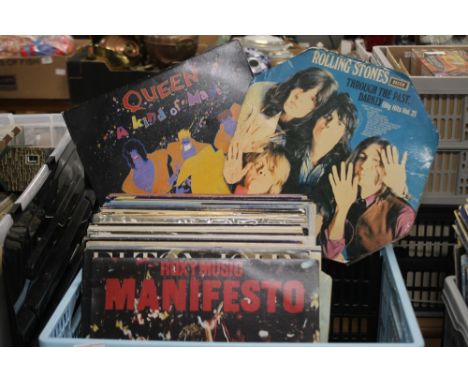 QUEEN
A Kind of Magic
ROLLING STONES
THROUGH THE PAST,
DARKLY (Big Hits Vol. 2)
ROXY MUSIC
MANIFESTO